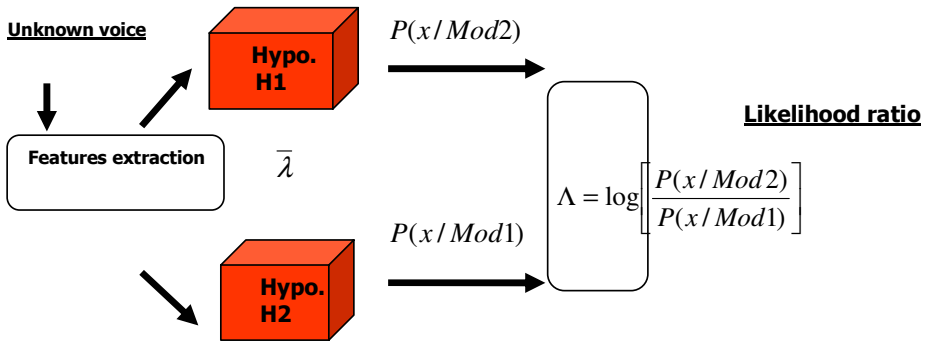 Unknown voice
Hypo.
H1
P(x/Mod2)
Likelihood ratio
Features extraction
λ̅
Λ = log[P(x/Mod2)/P(x/Mod1)]
P(x/Mod1)
Hypo.
H2